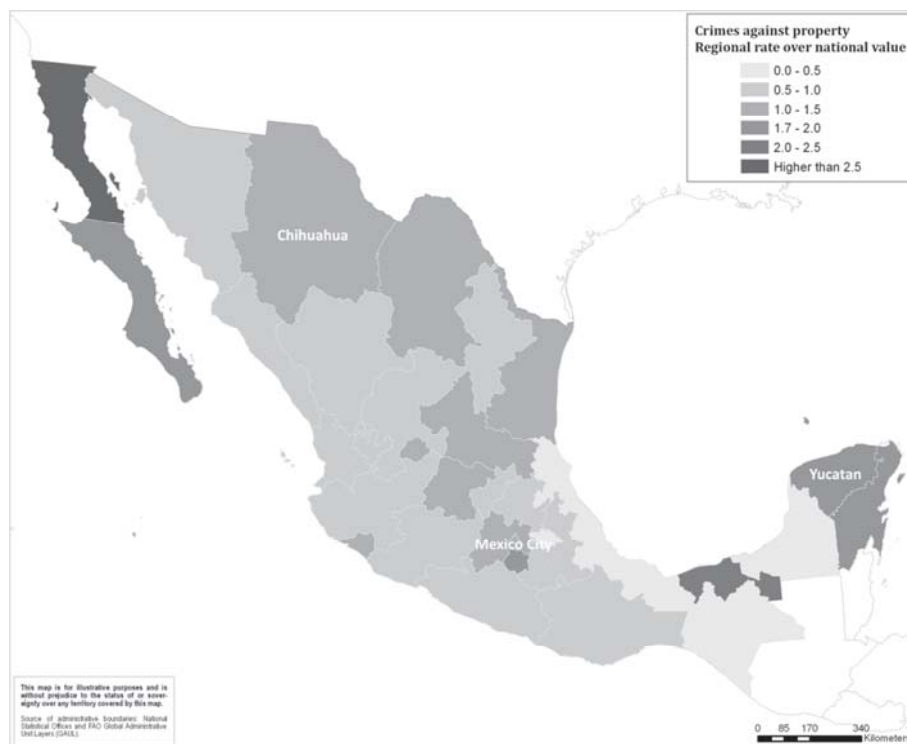 Crimes against property
Regional rate over national value
0.0 - 0.5
0.5 - 1.0
1.0 - 1.5
1.7 - 2.0
2.0 - 2.5
Higher than 2.5
Chihuahua
Yucatan
Mexico City
This map is for illustrative purposes and is
without prejudice to the status of or sover-
eignty over any territory covered by this map.
Source of administrative boundaries: National
Statistical Offices and FAO Global Administrative
Unit Layers (GAUL).
0 85 170 340
Kilometers